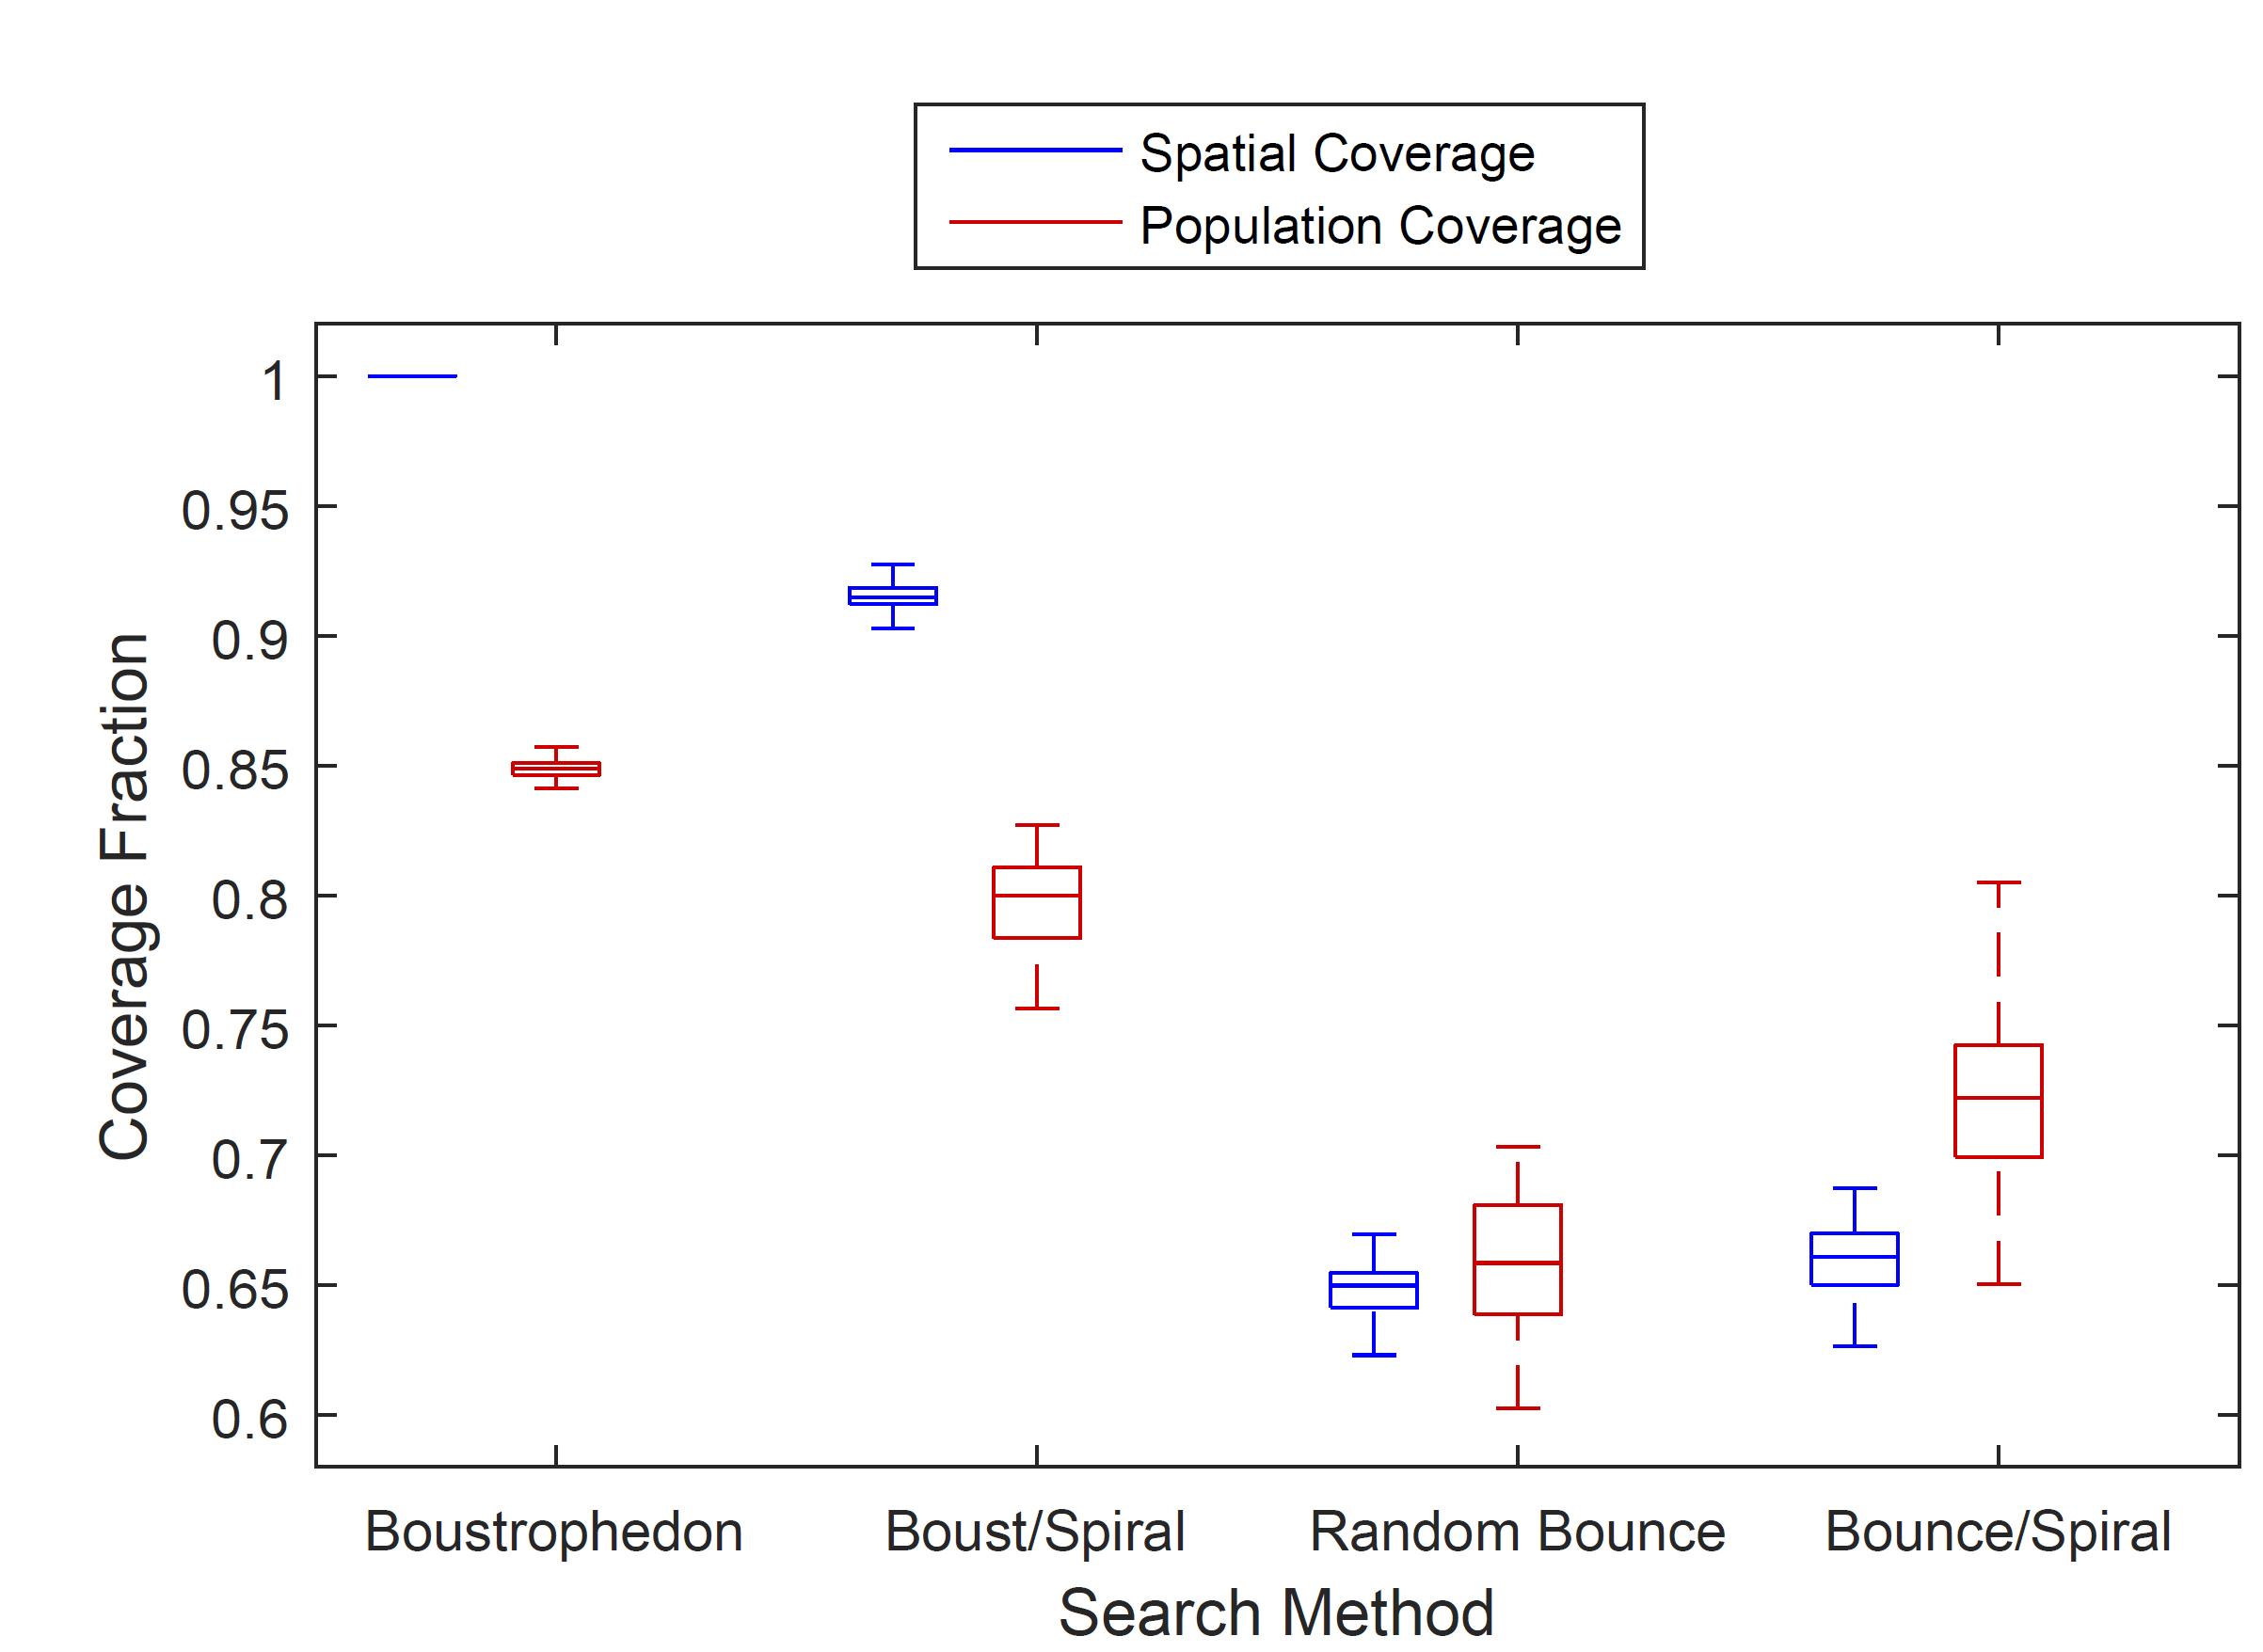 Spatial Coverage
Population Coverage
1
0.95
0.9
0.85
0.8
0.75
0.7
0.65
0.6
Coverage Fraction
Boustrophedon Boust/Spiral Random Bounce Bounce/Spiral
Search Method